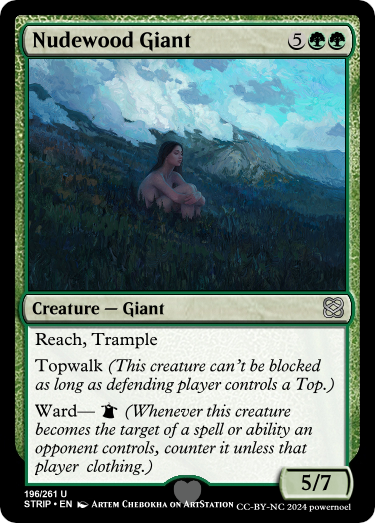 Nudewood Giant 5
Creature — Giant
Reach, Trample
Topwalk (This creature can't be blocked
as long as defending player controls a Top.)
Ward— (Whenever this creature
becomes the target of a spell or ability an
opponent controls, counter it unless that
player clothing.)
5/7
196/261 U
STRIP • EN Artem Chebokha on ArtStation
CC-BY-NC 2024 powernoel